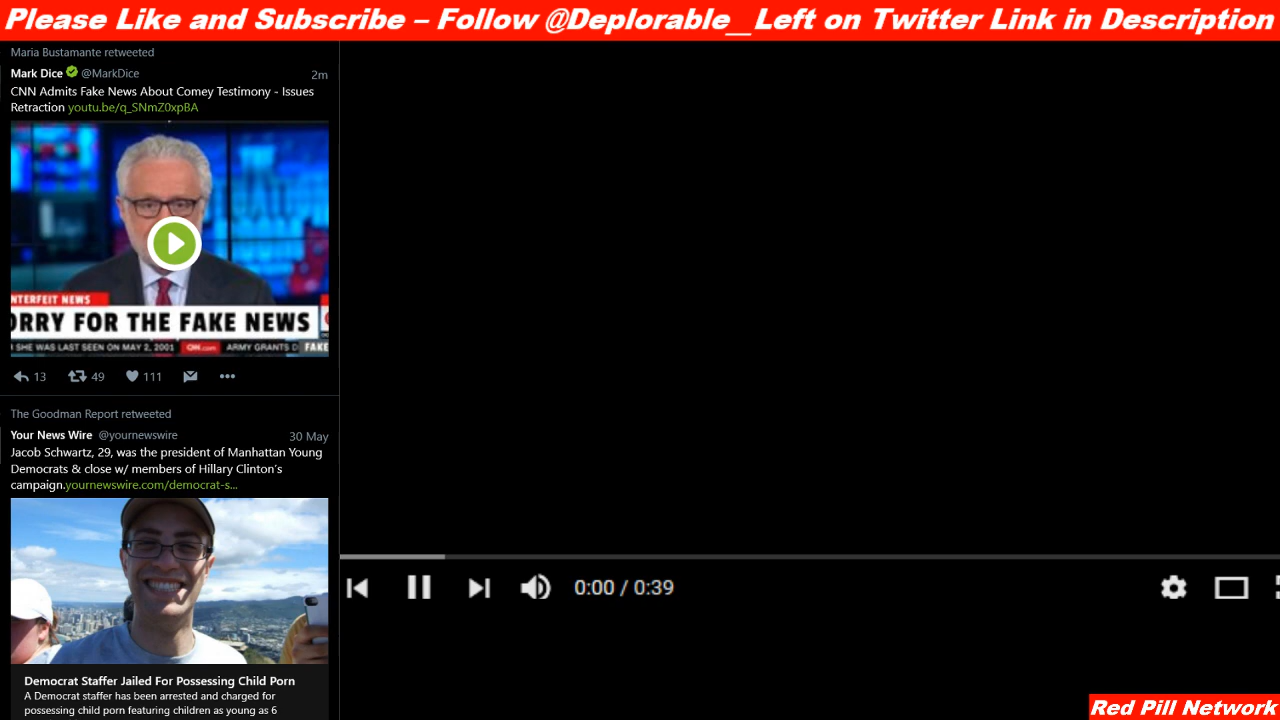 Please Like and Subscribe – Follow @Deplorable__Left on Twitter Link in Description
Maria Bustamante retweeted
Mark Dice @MarkDice 2m
CNN Admits Fake News About Comey Testimony - Issues
Retraction youtu.be/q_SNmZ0xpBA
NTERFEIT NEWS
ORRY FOR THE FAKE NEWS
SHE WAS LAST SEEN ON MAY 2, 2001 CNN.com ARMY GRANTS D FAKE
13 49 111
The Goodman Report retweeted
Your News Wire @yournewswire 30 May
Jacob Schwartz, 29, was the president of Manhattan Young
Democrats & close w/ members of Hillary Clinton's
campaign.yournewswire.com/democrat-s...
Democrat Staffer Jailed For Possessing Child Porn
A Democrat staffer has been arrested and charged for
possessing child porn featuring children as young as 6
0:00 / 0:39
Red Pill Network